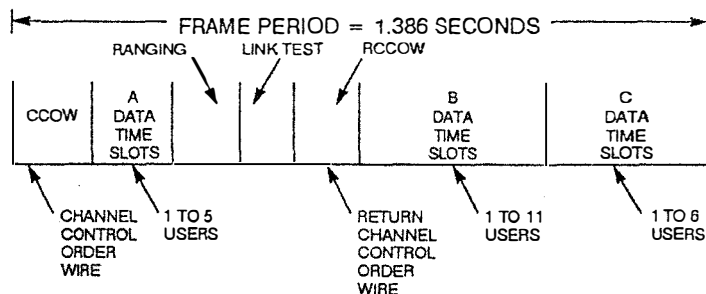 FRAME PERIOD = 1.386 SECONDS
RANGING
LINK TEST
RCCOW
CCOW
A
DATA
TIME
SLOTS
B
DATA
TIME
SLOTS
C
DATA
TIME
SLOTS
CHANNEL
CONTROL
ORDER
WIRE
1 TO 5
USERS
RETURN
CHANNEL
CONTROL
ORDER
WIRE
1 TO 11
USERS
1 TO 6
USERS